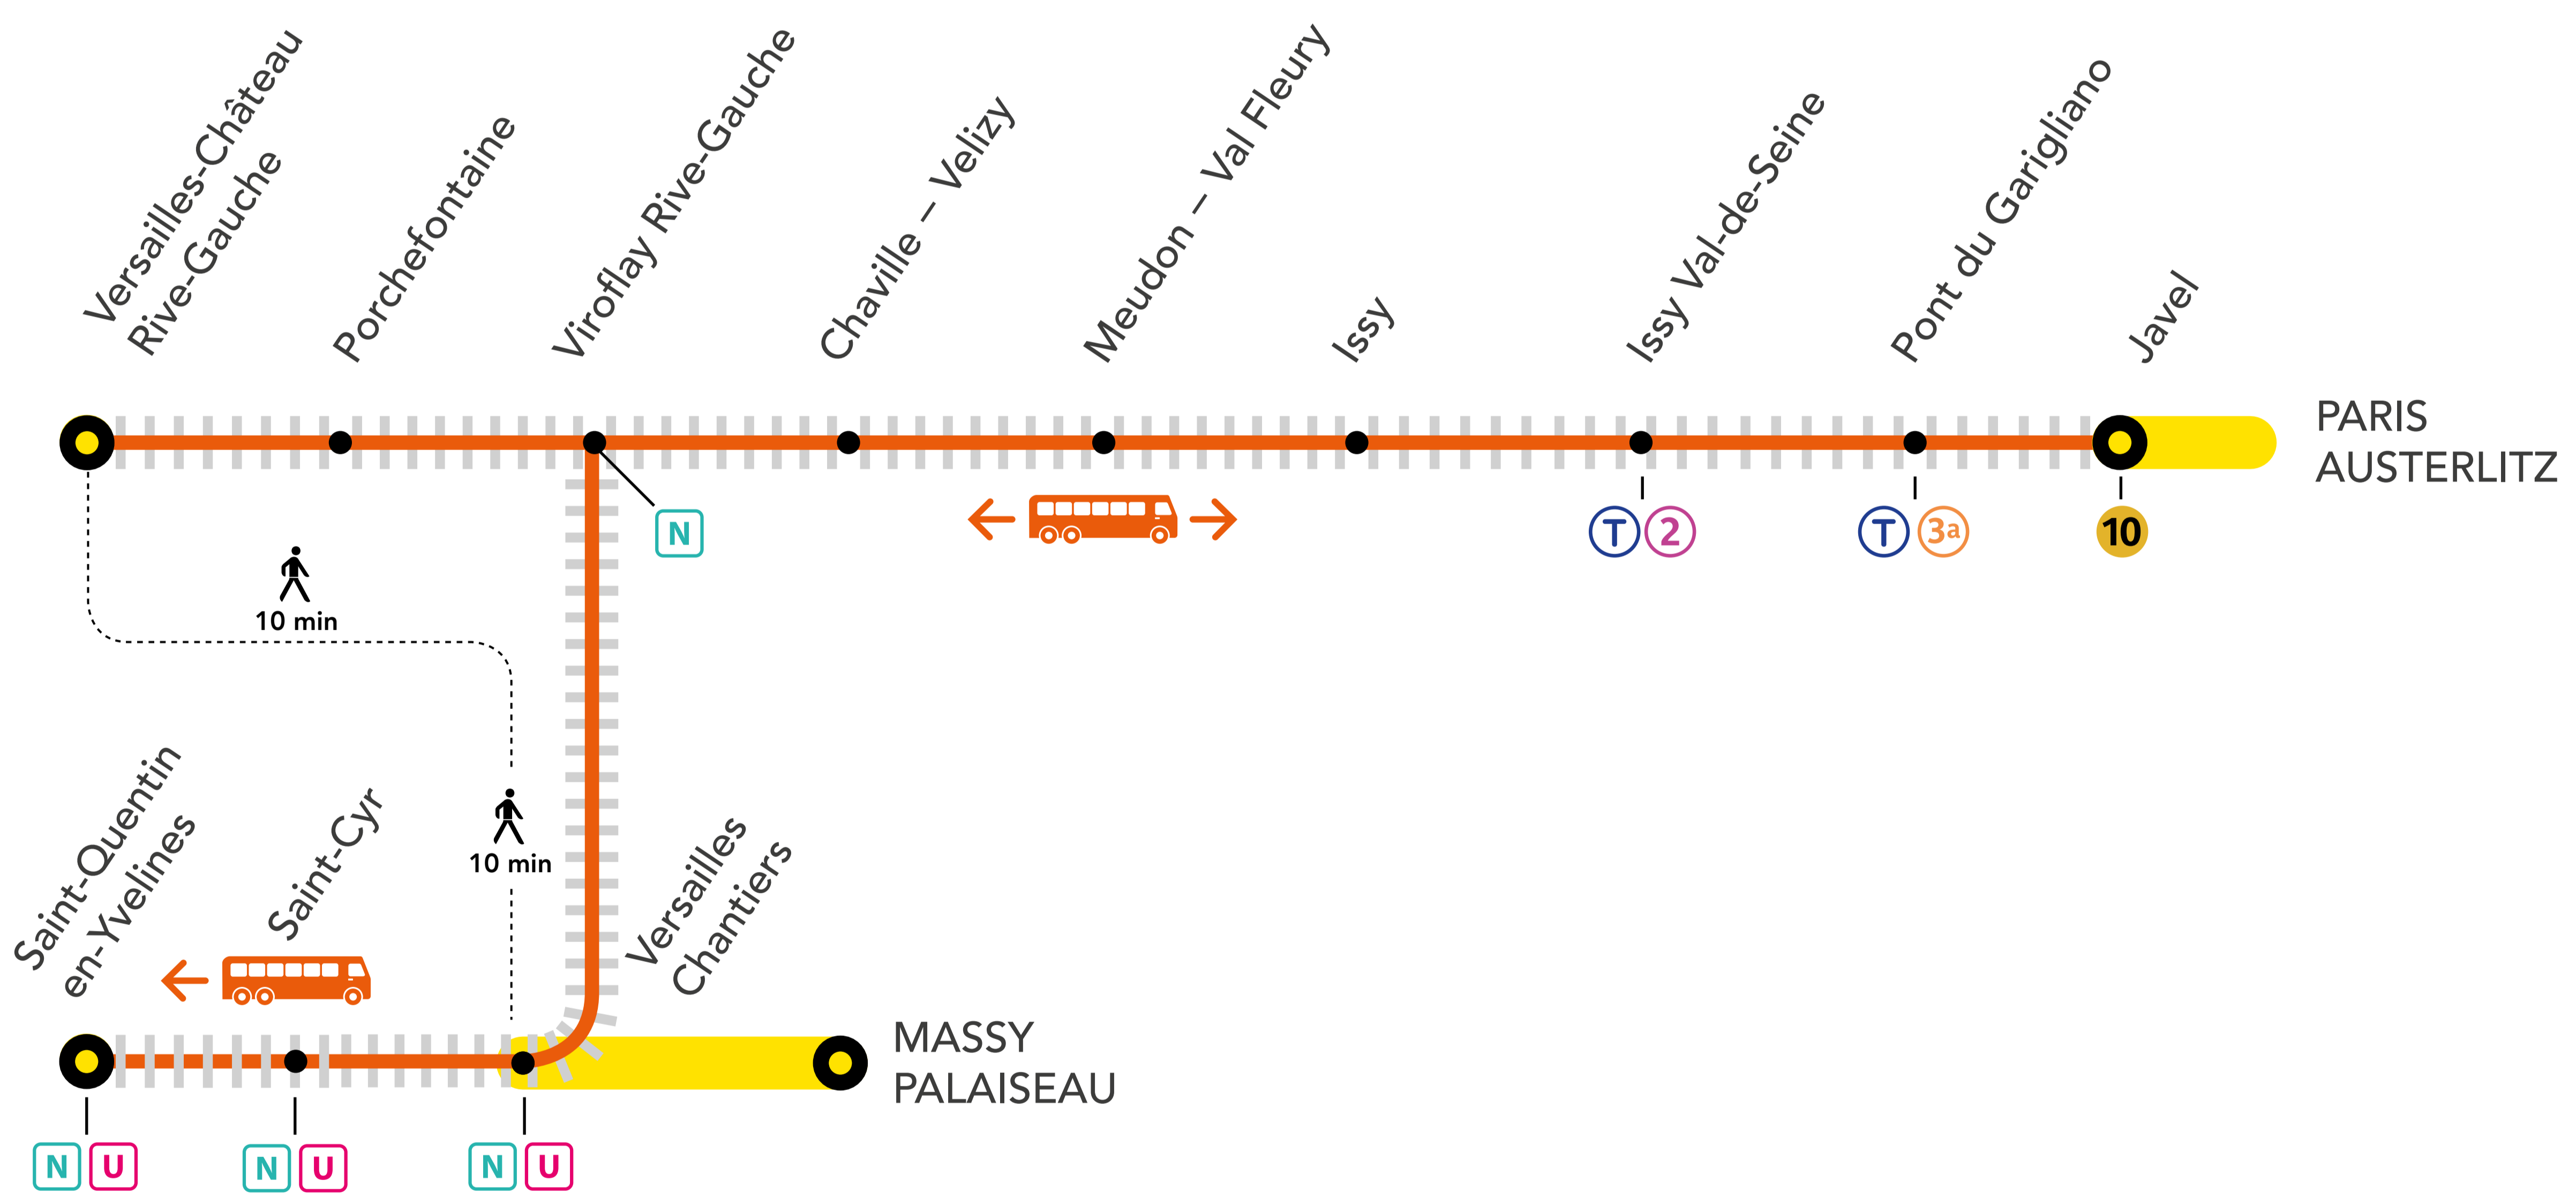 Versailles-Château
Rive-Gauche
Porchefontaine
Viroflay Rive-Gauche
Chaville – Velizy
Meudon – Val Fleury
Issy
Issy Val-de-Seine
Pont du Garigliano
Javel
PARIS
AUSTERLITZ
N
T 2
T 3a
10
10 min
10 min
Saint-Quentin
en-Yvelines
Saint-Cyr
Versailles
Chantiers
MASSY
PALAISEAU
N U
N U
N U